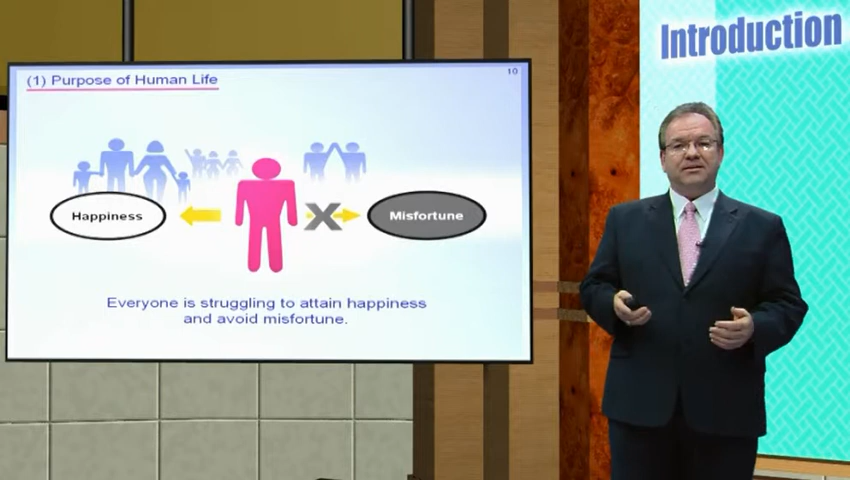 Introduction
(1) Purpose of Human Life
10
Happiness
X
Misfortune
Everyone is struggling to attain happiness
and avoid misfortune.